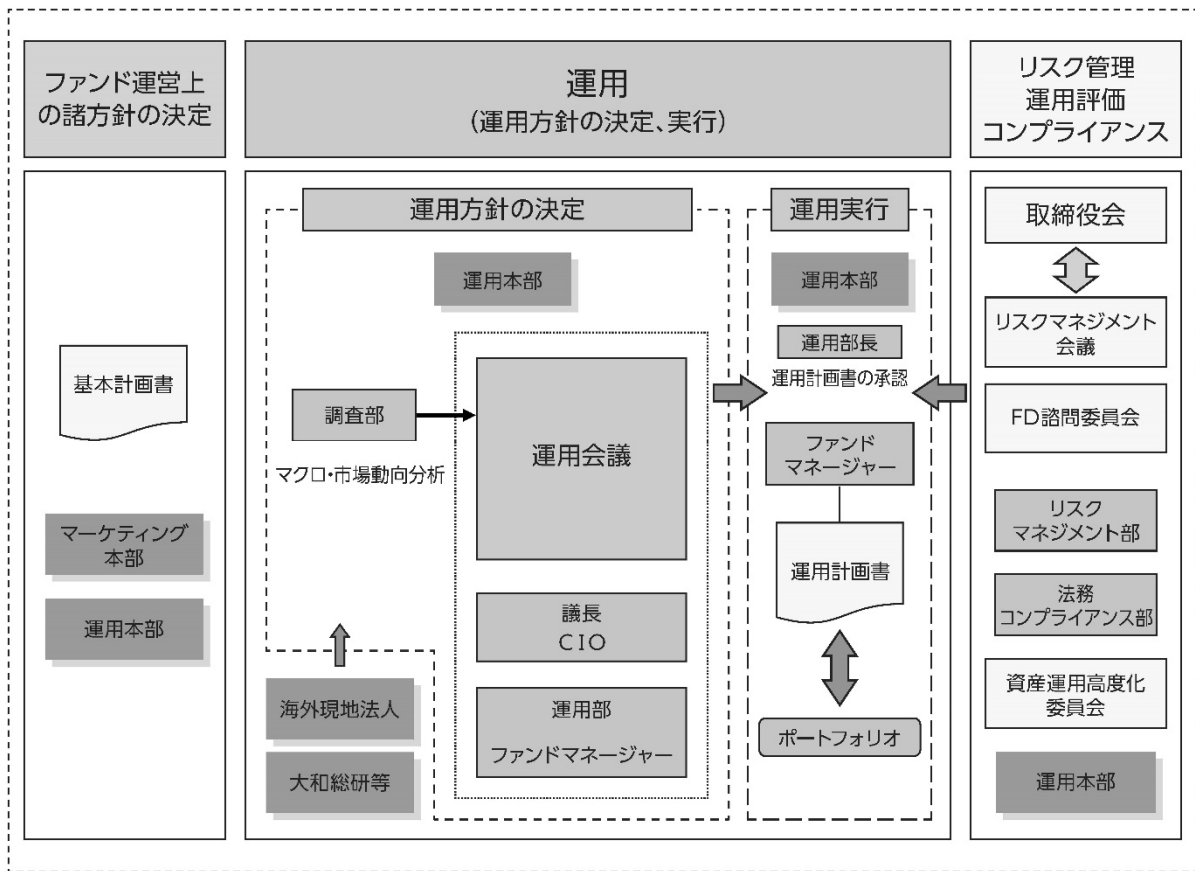 ファンド運営上
の諸方針の決定
運用
(運用方針の決定、実行)
リスク管理
運用評価
コンプライアンス
基本計画書
マーケティング
本部
運用本部
運用方針の決定
運用本部
調査部
マクロ・市場動向分析
運用会議
議長
CIO
運用部
ファンドマネージャー
海外現地法人
大和総研等
運用実行
運用本部
運用部長
運用計画書の承認
ファンド
マネージャー
運用計画書
ポートフォリオ
取締役会
リスクマネジメント
会議
FD諮問委員会
リスク
マネジメント部
法務
コンプライアンス部
資産運用高度化
委員会
運用本部